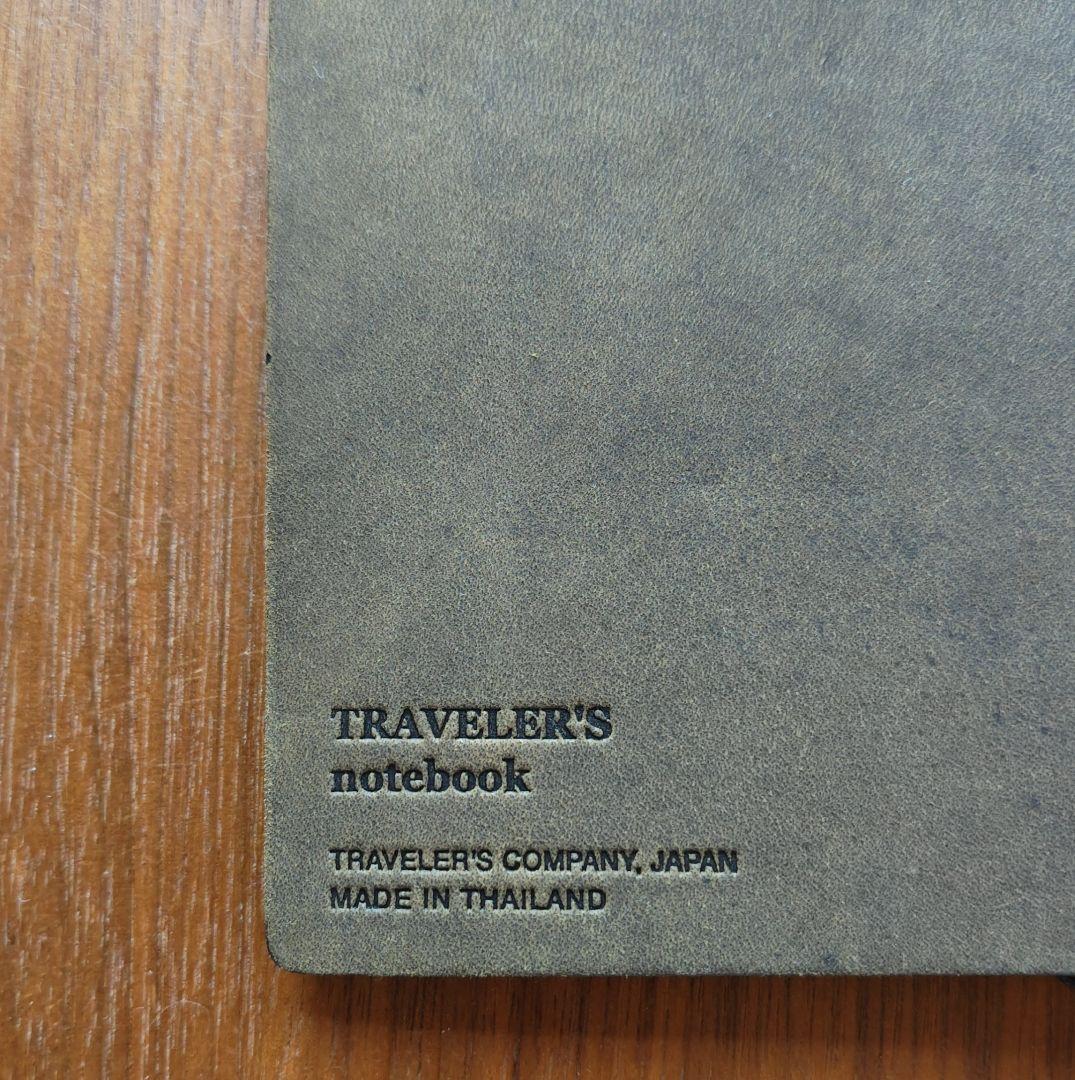 TRAVELER'S
notebook
TRAVELER'S COMPANY, JAPAN
MADE IN THAILAND